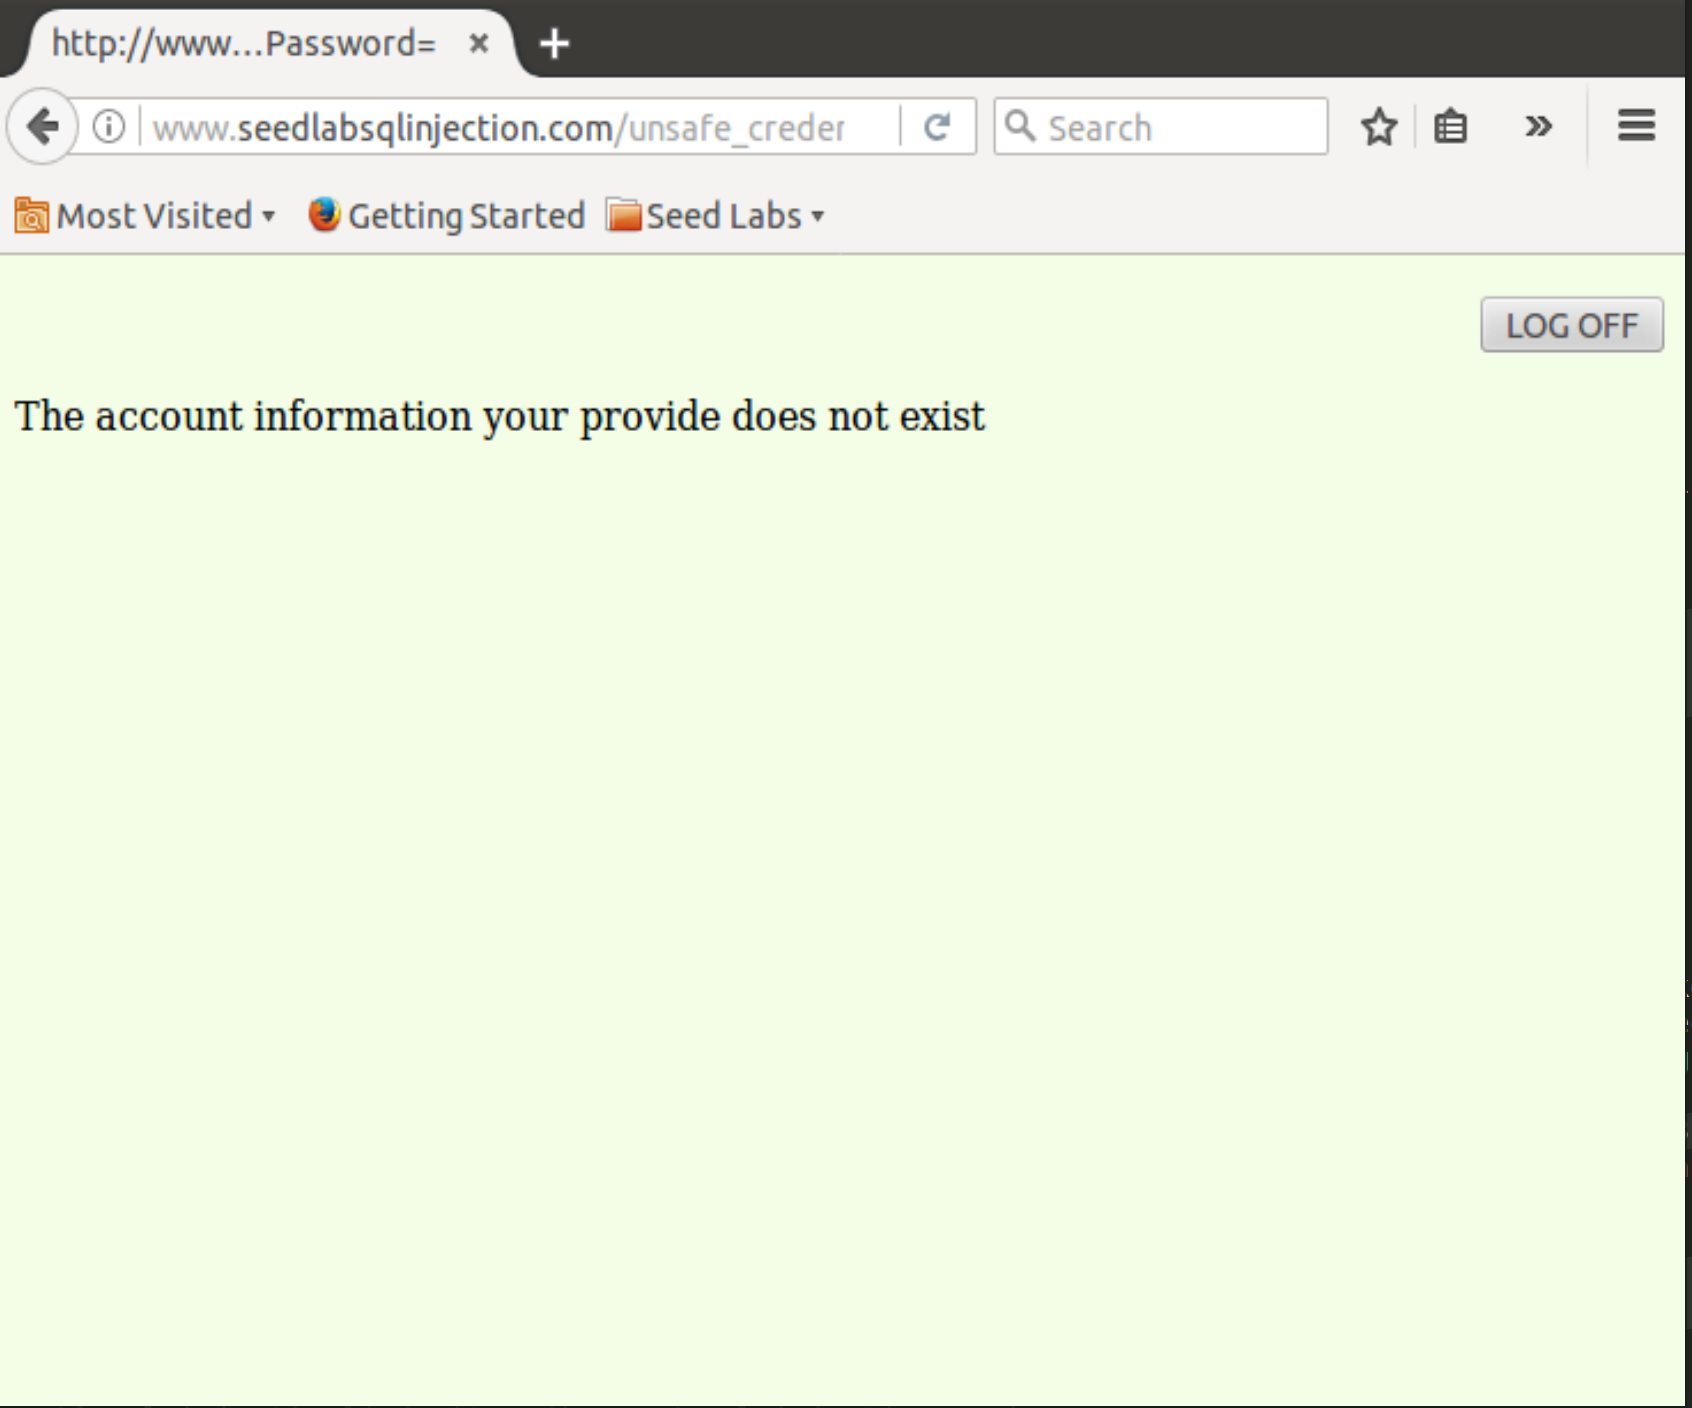 http://www...Password=
www.seedlabsqlinjection.com/unsafe_creder
Search
Most Visited
Getting Started
Seed Labs
LOG OFF
The account information your provide does not exist